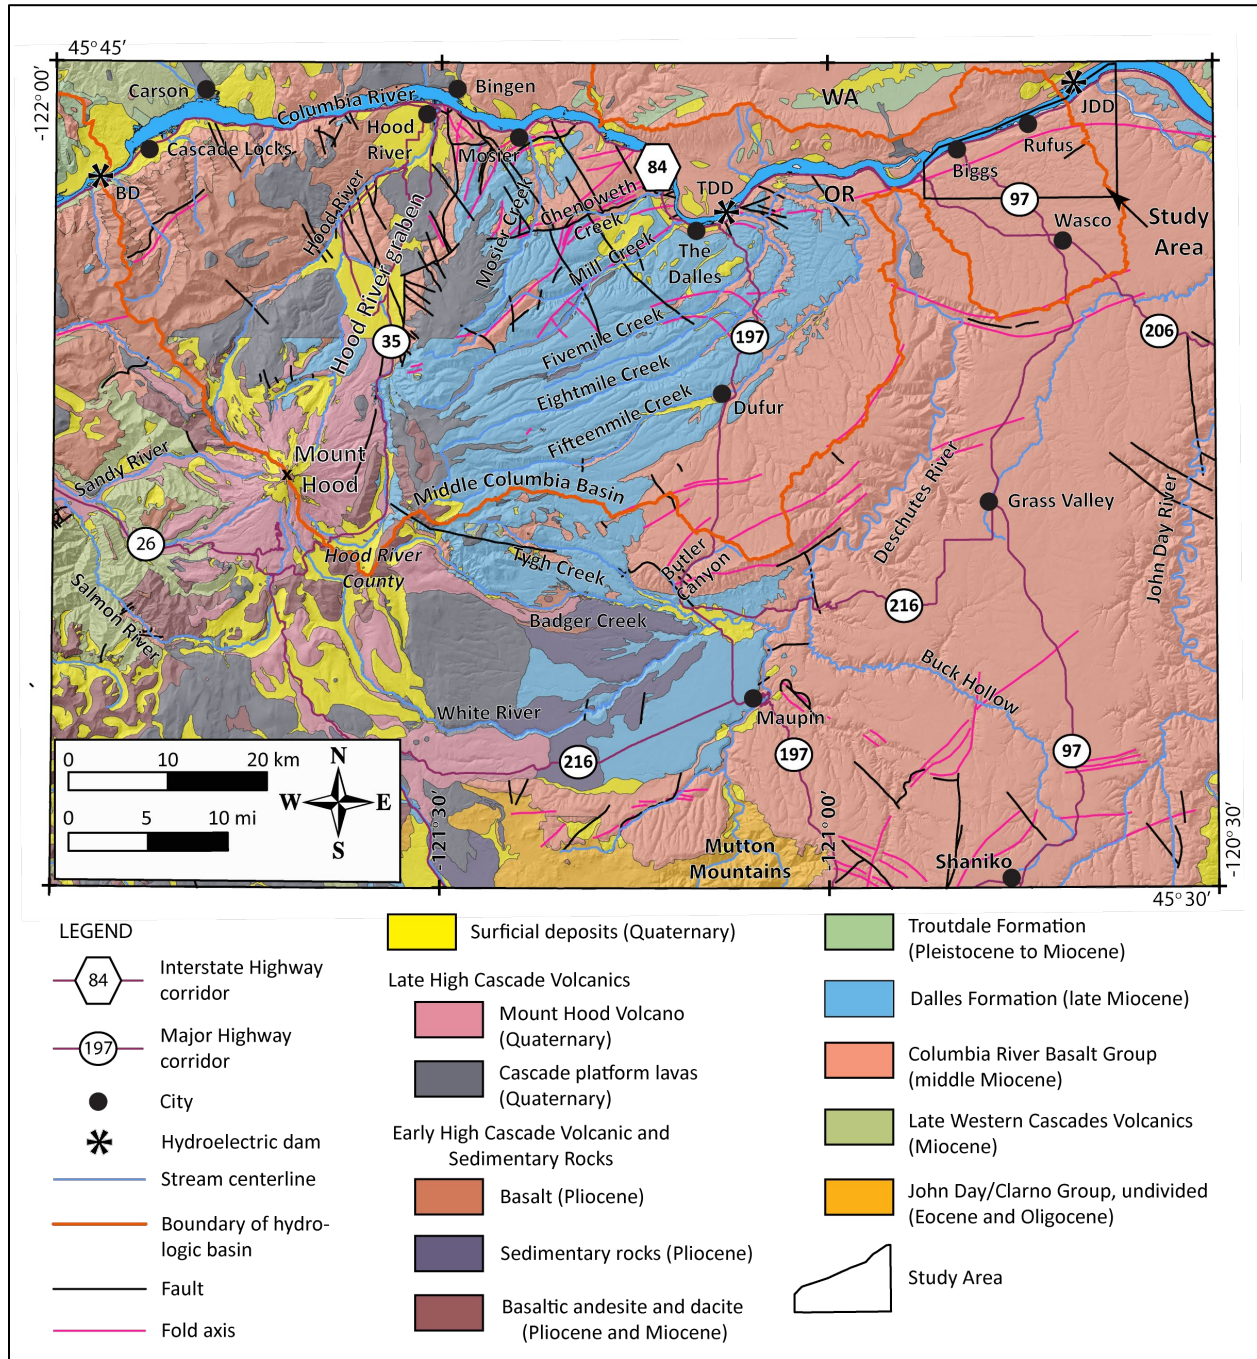 45°45'
-122°00'
Carson
Bingen
Columbia River
WA
JDD
Hood
River
Cascade Locks
Mosier
84
Rufus
BD
TDD
OR
Biggs
97
Hood River
Chenoweth
Creek
Wasco
Study
Area
Mosier Creek
Mill Creek
The
Dalles
Hood River graben
35
Fivemile Creek
197
206
Eightmile Creek
Dufur
Fifteenmile Creek
Sandy River
Mount
Hood
Middle Columbia Basin
Deschutes River
Grass Valley
John Day River
26
Hood River
County
Tygh Creek
Butler
Canyon
Salmon River
Badger Creek
216
Buck Hollow
White River
Maupin
216
197
97
0 10 20 km
0 5 10 mi
N
W E
S
-121°30'
-121°00'
-120°30'
Mutton
Mountains
Shaniko
45°30'
LEGEND
84
Interstate Highway
corridor
197
Major Highway
corridor
City
Hydroelectric dam
Stream centerline
Boundary of hydro-
logic basin
Fault
Fold axis
Surficial deposits (Quaternary)
Late High Cascade Volcanics
Mount Hood Volcano
(Quaternary)
Cascade platform lavas
(Quaternary)
Early High Cascade Volcanic and
Sedimentary Rocks
Basalt (Pliocene)
Sedimentary rocks (Pliocene)
Basaltic andesite and dacite
(Pliocene and Miocene)
Troutdale Formation
(Pleistocene to Miocene)
Dalles Formation (late Miocene)
Columbia River Basalt Group
(middle Miocene)
Late Western Cascades Volcanics
(Miocene)
John Day/Clarno Group, undivided
(Eocene and Oligocene)
Study Area